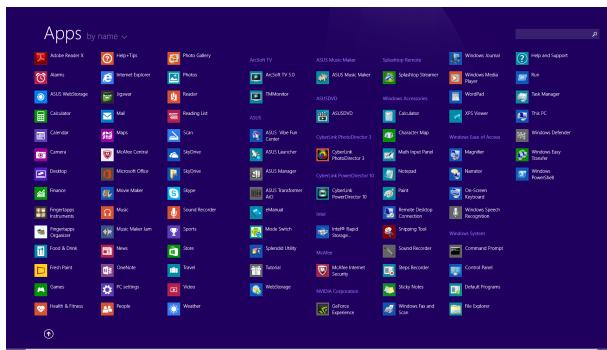 Apps by name
Adobe Reader X
Alarms
ASUS WebStorage
Calculator
Calendar
Camera
Desktop
Finance
Fingertapps
Instruments
Fingertapps
Organizer
Food & Drink
Fresh Paint
Games
Health & Fitness
Help+Tips
Internet Explorer
Jigswar
Mail
Maps
McAfee Central
Microsoft Office
Movie Maker
Music
Music Maker Jam
News
OneNote
PC settings
People
Photo Gallery
Photos
Reader
Reading List
Scan
SkyDrive
SkyDrive
Skype
Sound Recorder
Sports
Store
Travel
Video
Weather
ArcSoft TV
ArcSoft TV 5.0
TMMonitor
ASUS
ASUS Vibe Fun
Center
ASUS Launcher
ASUS Manager
ASUS Transformer
AiO
eManual
Mode Switch
Splendid Utility
Tutorial
WebStorage
ASUS Music Maker
ASUS Music Maker
ASUSDVD
ASUSDVD
CyberLink PhotoDirector 3
CyberLink
PhotoDirector 3
CyberLink PowerDirector 10
CyberLink
PowerDirector 10
Intel
Intel® Rapid
Storage...
McAfee
McAfee Internet
Security
NVIDIA Corporation
GeForce
Experience
Splashtop Remote
Splashtop Streamer
Windows Accessories
Calculator
Character Map
Math Input Panel
Notepad
Paint
Remote Desktop
Connection
Snipping Tool
Sound Recorder
Steps Recorder
Sticky Notes
Windows Fax and
Scan
Windows Journal
Windows Media
Player
WordPad
XPS Viewer
Windows Ease of Access
Magnifier
Narrator
On-Screen
Keyboard
Windows Speech
Recognition
Windows System
Command Prompt
Control Panel
Default Programs
File Explorer
Help and Support
Run
Task Manager
This PC
Windows Defender
Windows Easy
Transfer
Windows
PowerShell